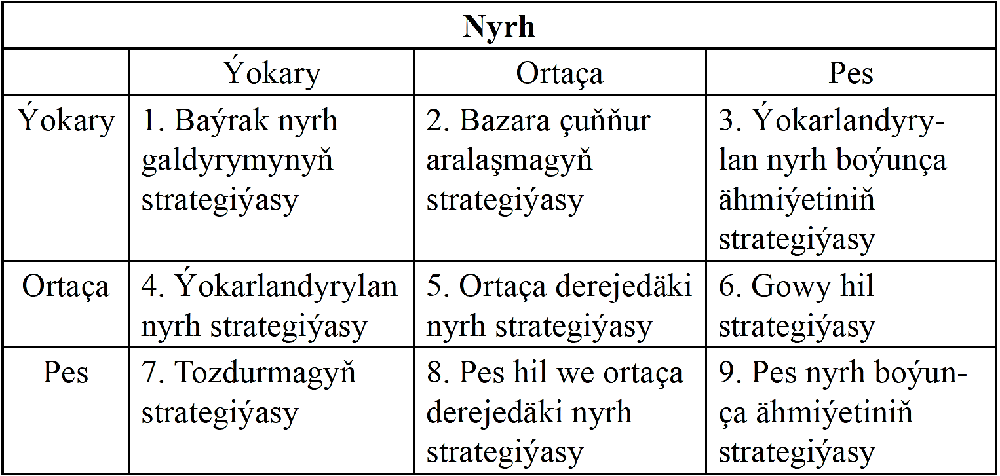 Nyrh
Ýokary Ortaça Pes
Ýokary
1. Baýrak nyrh
galdyrymynyň
strategiýasy
2. Bazara çuňňur
aralaşmagyň
strategiýasy
3. Ýokarlandyry-
lan nyrh boýunça
ähmiýetiniň
strategiýasy
Ortaça
4. Ýokarlandyrylan
nyrh strategiýasy
5. Ortaça derejedäki
nyrh strategiýasy
6. Gowy hil
strategiýasy
Pes
7. Tozdurmagyň
strategiýasy
8. Pes hil we ortaça
derejedäki nyrh
strategiýasy
9. Pes nyrh boýun-
ça ähmiýetiniň
strategiýasy